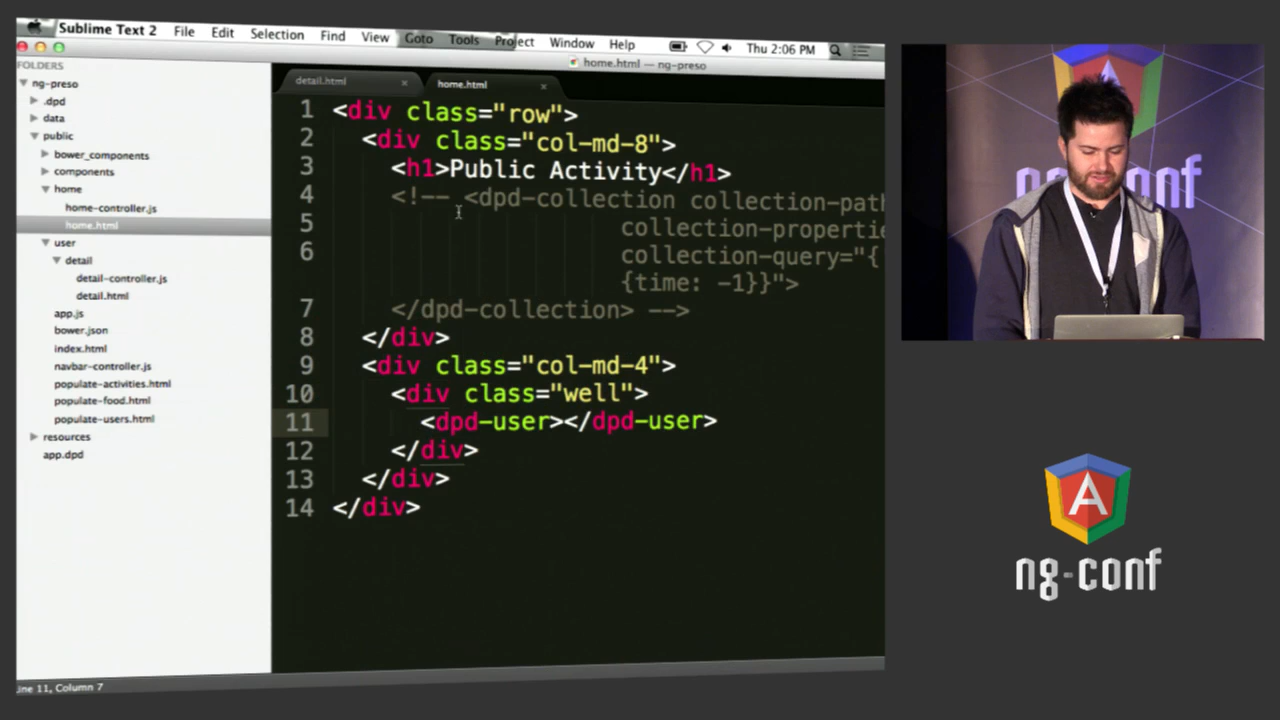 Sublime Text 2 File Edit Selection Find View Goto Tools Project Window Help Thu 2:06 PM
home.html — ng-preso
FOLDERS
ng-preso
.dpd
data
public
bower_components
components
home
home-controller.js
home.html
user
detail
detail-controller.js
detail.html
app.js
bower.json
index.html
navbar-controller.js
populate-activities.html
populate-food.html
populate-users.html
resources
app.dpd
detail.html
home.html
1 <div class="row">
2 <div class="col-md-8">
3 <h1>Public Activity</h1>
4 <!-- <dpd-collection collection-path
5 collection-propertie
6 collection-query="{
{time: -1}}">
7 </dpd-collection> -->
8 </div>
9 <div class="col-md-4">
10 <div class="well">
11 <dpd-user></dpd-user>
12 </div>
13 </div>
14 </div>
Line 11, Column 7
A
ng-conf